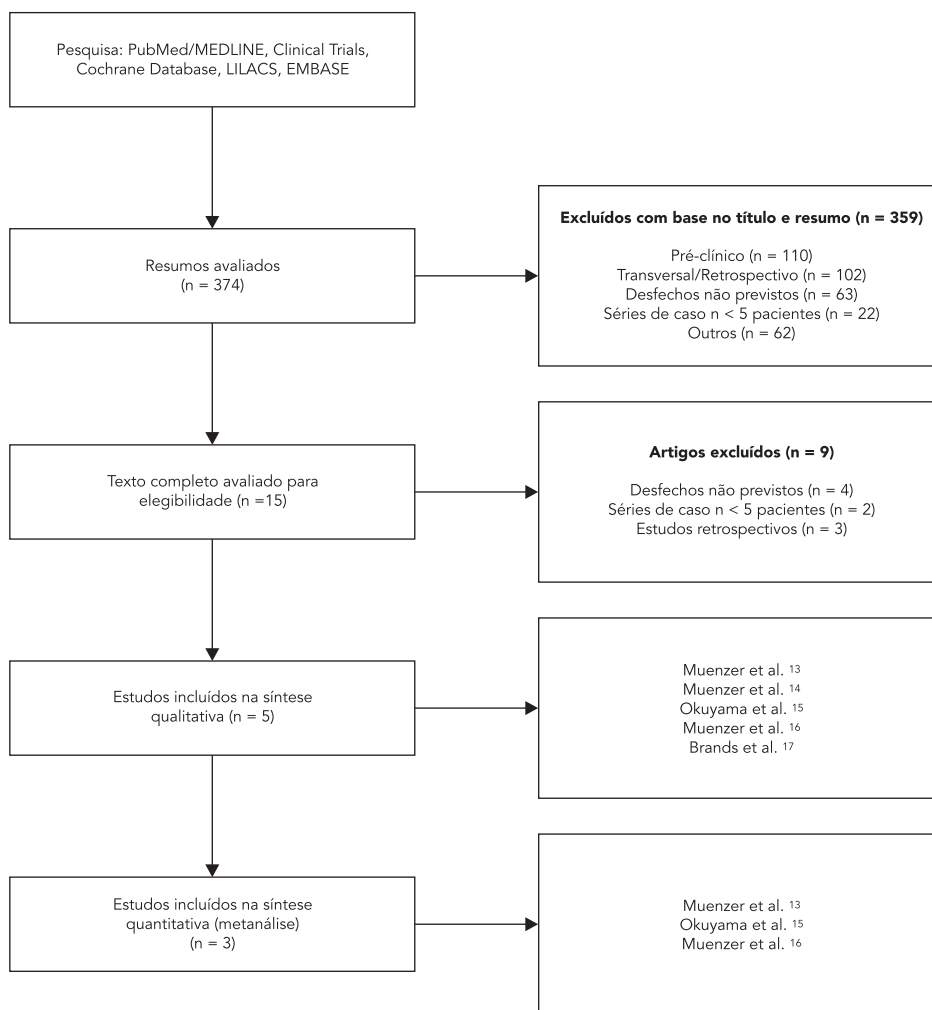 Pesquisa: PubMed/MEDLINE, Clinical Trials,
Cochrane Database, LILACS, EMBASE
Excluídos com base no título e resumo (n = 359)
Pré-clínico (n = 110)
Transversal/Retrospectivo (n = 102)
Desfechos não previstos (n = 63)
Séries de caso n < 5 pacientes (n = 22)
Outros (n = 62)
Resumos avaliados
(n = 374)
Artigos excluídos (n = 9)
Desfechos não previstos (n = 4)
Séries de caso n < 5 pacientes (n = 2)
Estudos retrospectivos (n = 3)
Texto completo avaliado para
elegibilidade (n =15)
Muenzer et al. 13
Muenzer et al. 14
Okuyama et al. 15
Muenzer et al. 16
Brands et al. 17
Estudos incluídos na síntese
qualitativa (n = 5)
Estudos incluídos na síntese
quantitativa (metanálise)
(n = 3)
Muenzer et al. 13
Okuyama et al. 15
Muenzer et al. 16